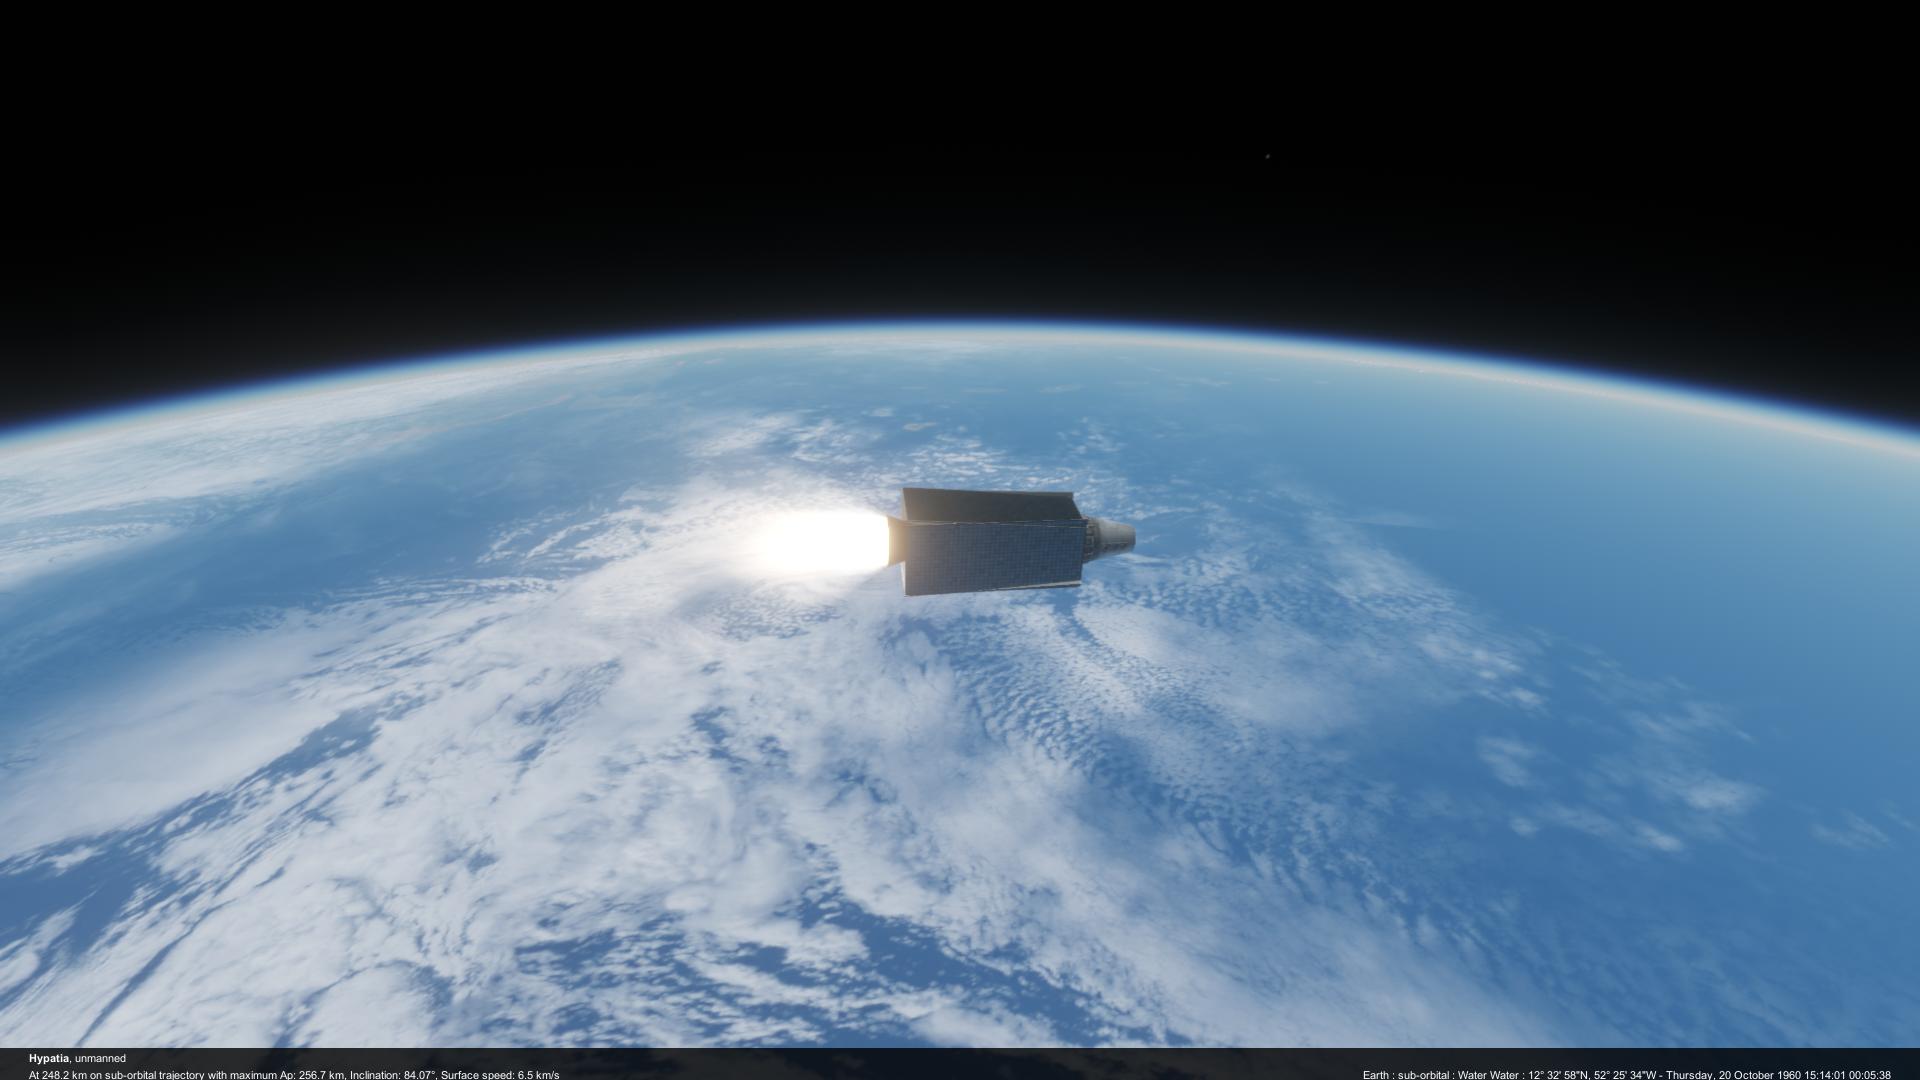 Hypatia, unmanned
At 248.2 km on sub-orbital trajectory with maximum Ap: 256.7 km, Inclination: 84.07°, Surface speed: 6.5 km/s
Earth : sub-orbital : Water Water : 12° 32' 58"N, 52° 25' 34"W - Thursday, 20 October 1960 15:14:01 00:05:38